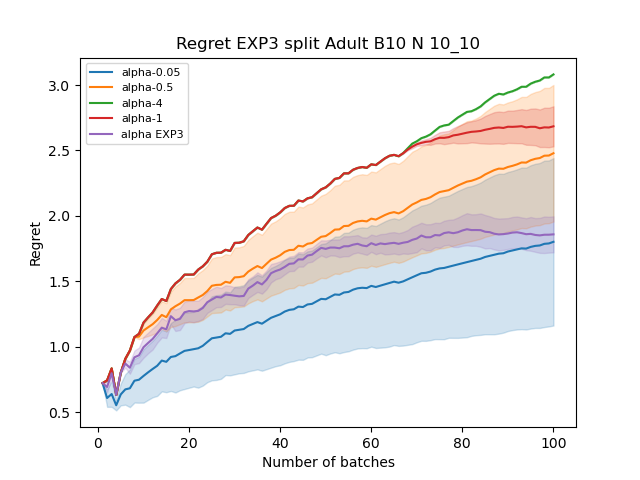 Regret EXP3 split Adult B10 N 10_10
alpha-0.05
alpha-0.5
alpha-4
alpha-1
alpha EXP3
Regret
3.0
2.5
2.0
1.5
1.0
0.5
0 20 40 60 80 100
Number of batches